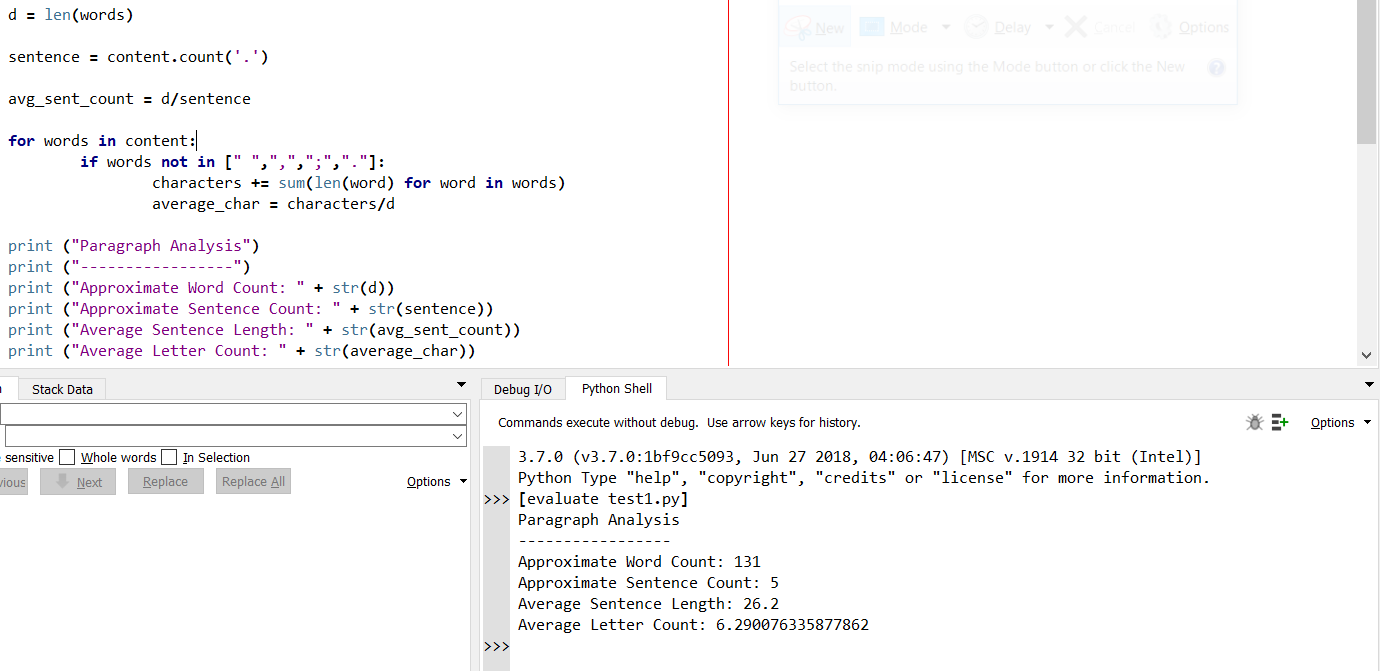 d = len(words)
New Mode Delay Cancel Options
sentence = content.count('.')
Select the snip mode using the Mode button or click the New
button.
avg_sent_count = d/sentence
for words in content:
if words not in [" ",",",";","."]:
characters += sum(len(word) for word in words)
average_char = characters/d
print ("Paragraph Analysis")
print ("-----------------")
print ("Approximate Word Count: " + str(d))
print ("Approximate Sentence Count: " + str(sentence))
print ("Average Sentence Length: " + str(avg_sent_count))
print ("Average Letter Count: " + str(average_char))
Stack Data
sensitive Whole words In Selection
vious Next Replace Replace All Options
Debug I/O Python Shell
Commands execute without debug. Use arrow keys for history. Options
3.7.0 (v3.7.0:1bf9cc5093, Jun 27 2018, 04:06:47) [MSC v.1914 32 bit (Intel)]
Python Type "help", "copyright", "credits" or "license" for more information.
>>> [evaluate test1.py]
Paragraph Analysis
-----------------
Approximate Word Count: 131
Approximate Sentence Count: 5
Average Sentence Length: 26.2
Average Letter Count: 6.290076335877862
>>>